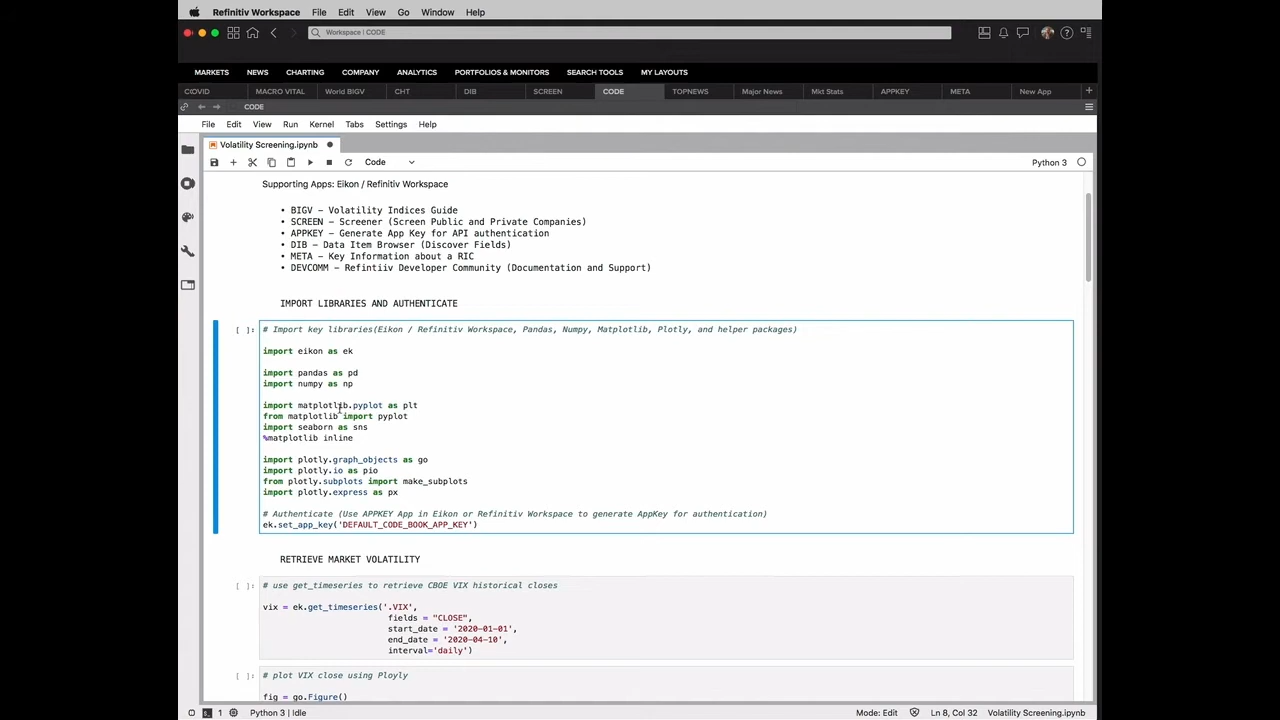 Refinitiv Workspace File Edit View Go Window Help
Workspace | CODE
MARKETS NEWS CHARTING COMPANY ANALYTICS PORTFOLIOS & MONITORS SEARCH TOOLS MY LAYOUTS
MACRO VITAL World BIGV CHT DIB SCREEN CODE TOPNEWS Major News Mkt Stats APPKEY META New App +
CODE
File Edit View Run Kernel Tabs Settings Help
Volatility Screening.ipynb
Code Python 3
Supporting Apps: Eikon / Refinitiv Workspace
• BIGV – Volatility Indices Guide
• SCREEN – Screener (Screen Public and Private Companies)
• APPKEY – Generate App Key for API authentication
• DIB – Data Item Browser (Discover Fields)
• META – Key Information about a RIC
• DEVCOMM – Refintiiv Developer Community (Documentation and Support)
IMPORT LIBRARIES AND AUTHENTICATE
[ ]: # Import key libraries(Eikon / Refinitiv Workspace, Pandas, Numpy, Matplotlib, Plotly, and helper packages)
import eikon as ek
import pandas as pd
import numpy as np
import matplotlib.pyplot as plt
from matplotlib import pyplot
import seaborn as sns
%matplotlib inline
import plotly.graph_objects as go
import plotly.io as pio
from plotly.subplots import make_subplots
import plotly.express as px
# Authenticate (Use APPKEY App in Eikon or Refinitiv Workspace to generate AppKey for authentication)
ek.set_app_key('DEFAULT_CODE_BOOK_APP_KEY')
RETRIEVE MARKET VOLATILITY
[ ]: # use get_timeseries to retrieve CBOE VIX historical closes
vix = ek.get_timeseries('.VIX',
fields = "CLOSE",
start_date = '2020-01-01',
end_date = '2020-04-10',
interval='daily')
[ ]: # plot VIX close using Ployly
fig = go.Figure()
1 Python 3 | Idle Mode: Edit Ln 8, Col 32 Volatility Screening.ipynb